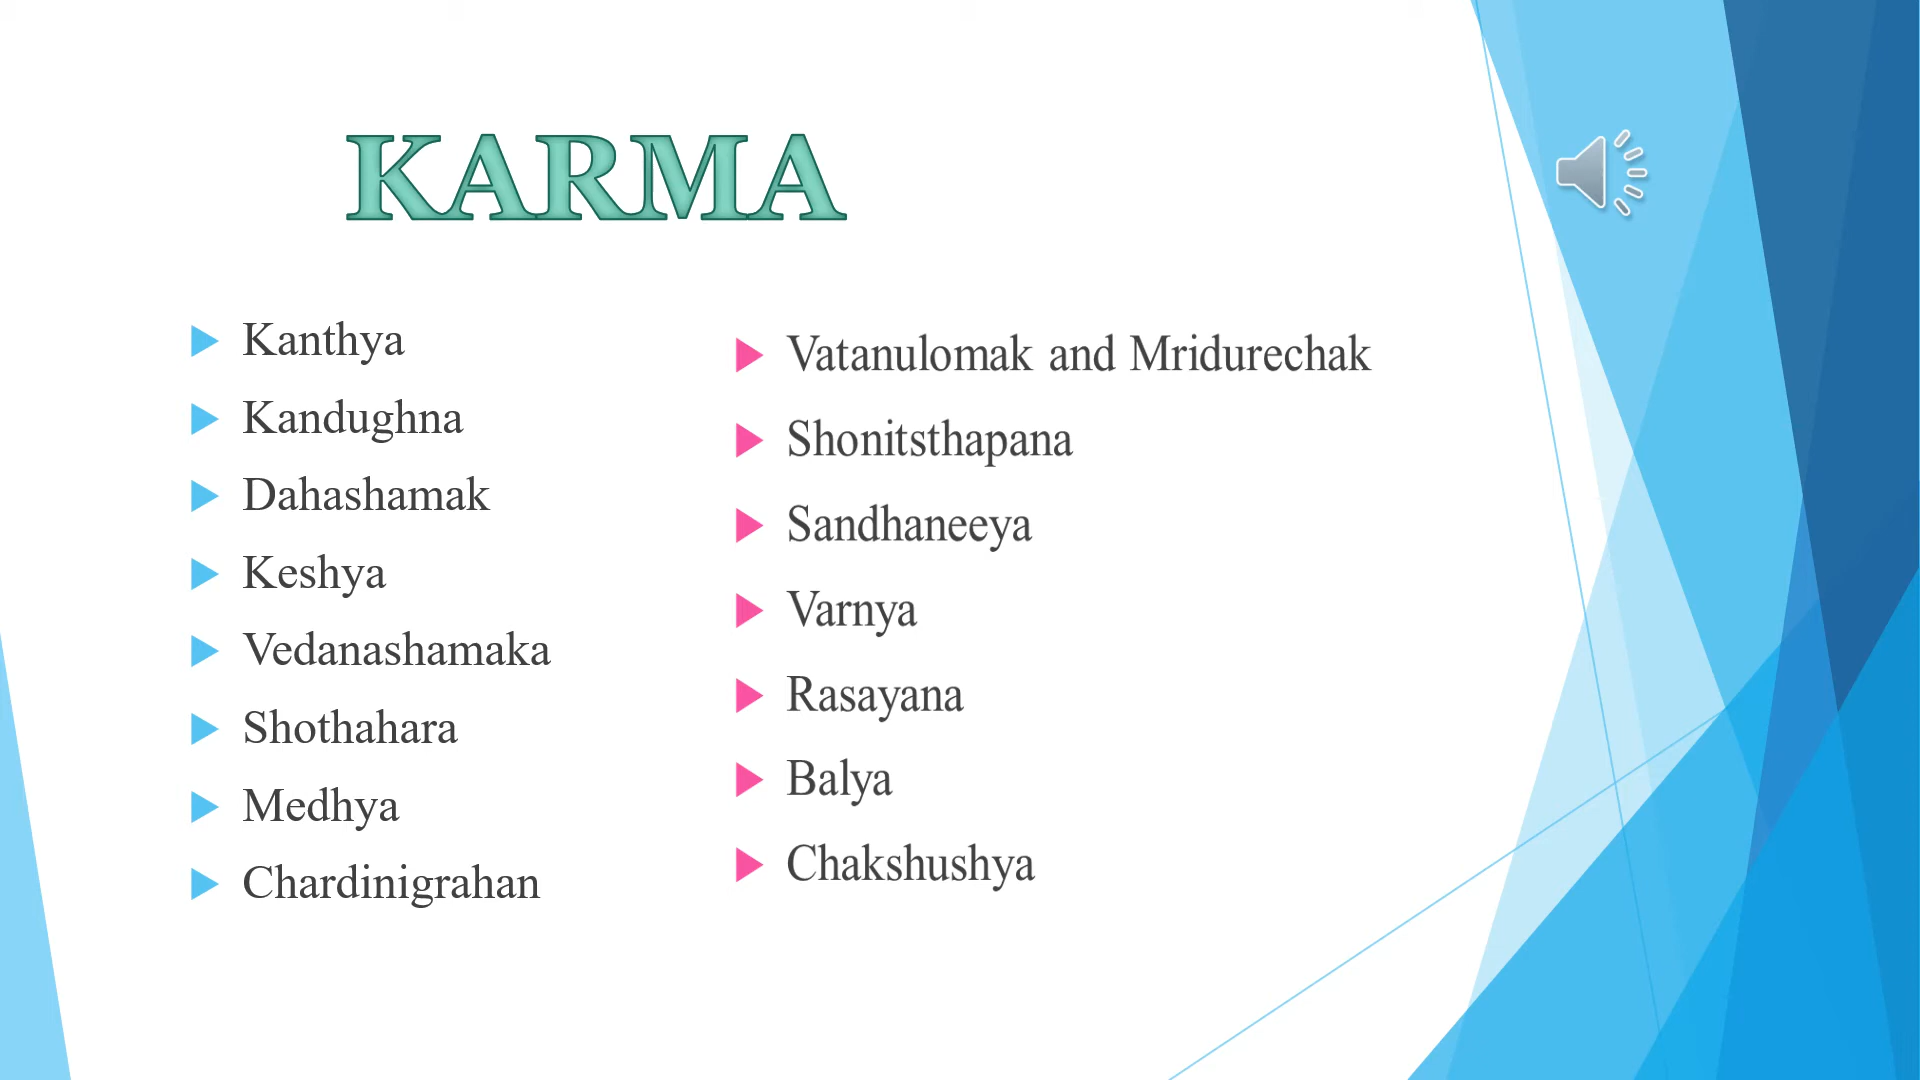 KARMA
Kanthya
Kandughna
Dahashamak
Keshya
Vedanashamaka
Shothahara
Medhya
Chardinigrahan
Vatanulomak and Mridurechak
Shonitsthapana
Sandhaneeya
Varnya
Rasayana
Balya
Chakshushya